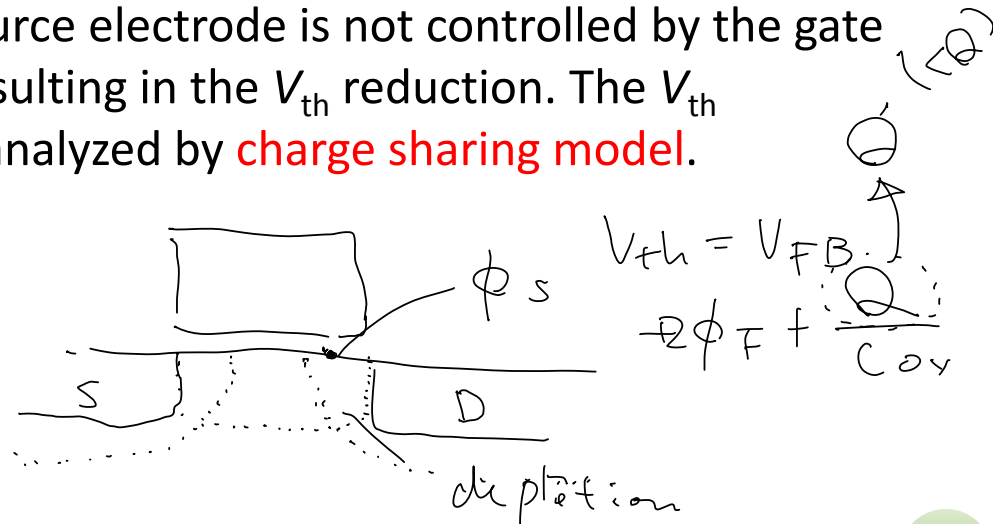 urce electrode is not controlled by the gate
sulting in the Vth reduction. The Vth
nalyzed by charge sharing model.
Q' (<Q)
Vth = VFB
-2ϕF + Q/Cox
ϕs
S
D
depletion